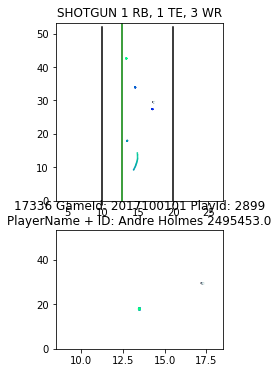 SHOTGUN 1 RB, 1 TE, 3 WR
50
40
30
20
10
0
5 10 15 20 25
17336 GameId: 2017100101 PlayId: 2899
PlayerName + ID: Andre Holmes 2495453.0
40
20
0
10.0 12.5 15.0 17.5